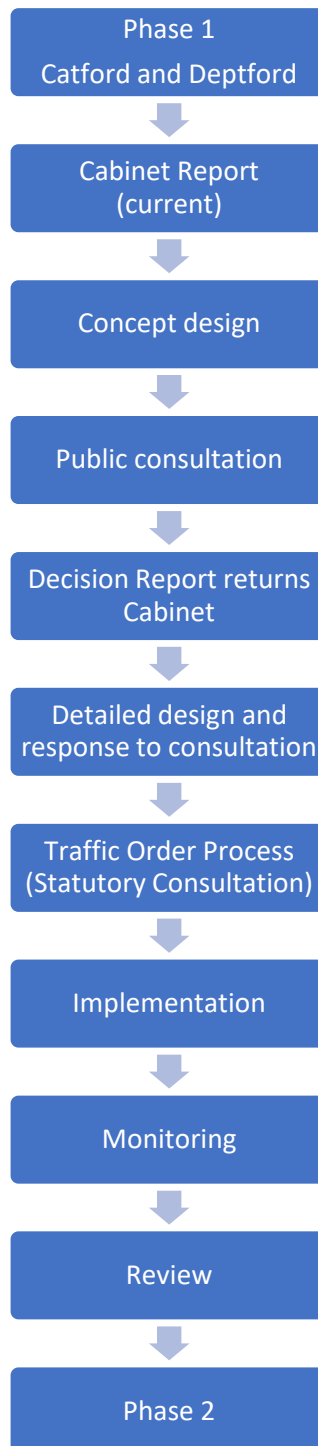 Phase 1
Catford and Deptford
Cabinet Report
(current)
Concept design
Public consultation
Decision Report returns
Cabinet
Detailed design and
response to consultation
Traffic Order Process
(Statutory Consultation)
Implementation
Monitoring
Review
Phase 2